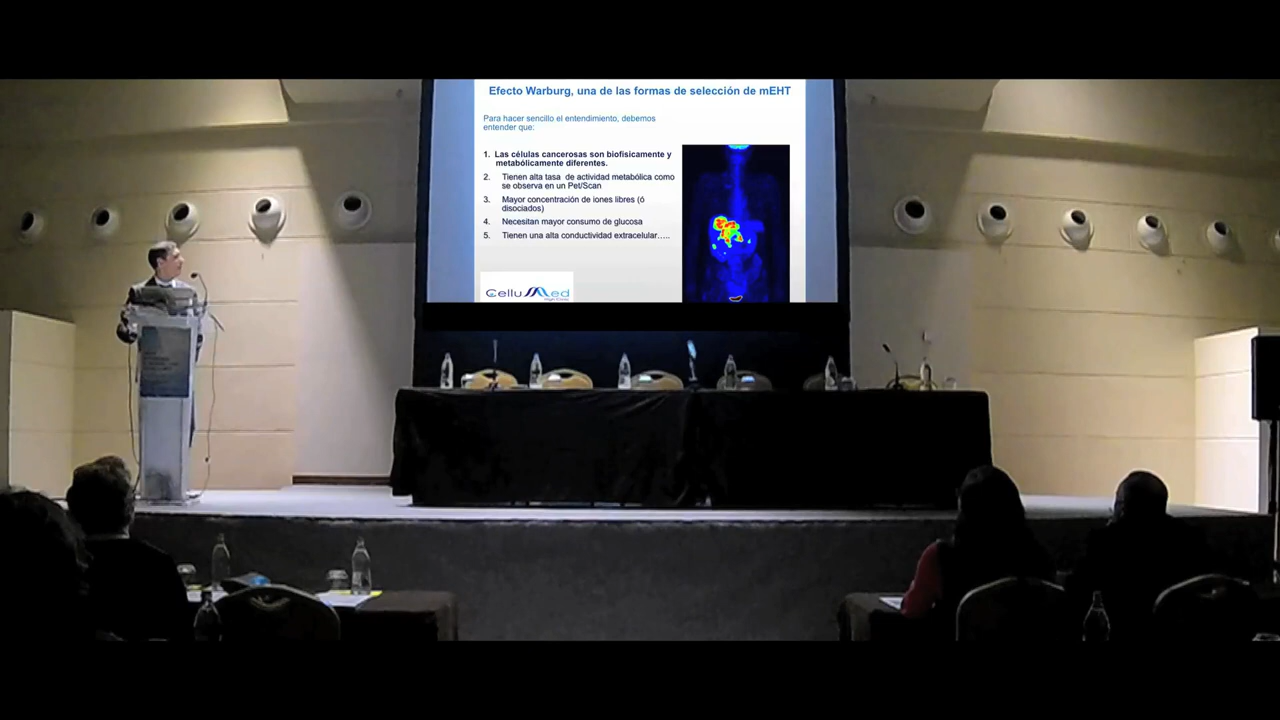 Efecto Warburg, una de las formas de selección de mEHT
Para hacer sencillo el entendimiento, debemos
entender que:
1. Las células cancerosas son biofisicamente y
metabólicamente diferentes.
2. Tienen alta tasa de actividad metabólica como
se observa en un Pet/Scan
3. Mayor concentración de iones libres (ó
disociados)
4. Necesitan mayor consumo de glucosa
5. Tienen una alta conductividad extracelular…..
CelluMed